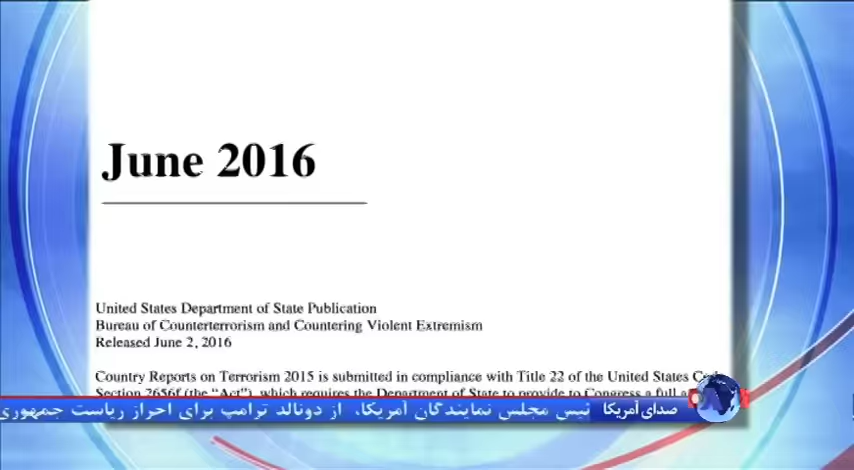 June 2016
United States Department of State Publication
Bureau of Counterterrorism and Countering Violent Extremism
Released June 2, 2016
Country Reports on Terrorism 2015 is submitted in compliance with Title 22 of the United States
Section 2656f (the “Act”), which requires the Department of State to provide to Congress a full
صدای آمریکا
ئیس مجلس نمایندگان آمریکا، از دونالد ترامپ برای احراز ریاست جمهوری